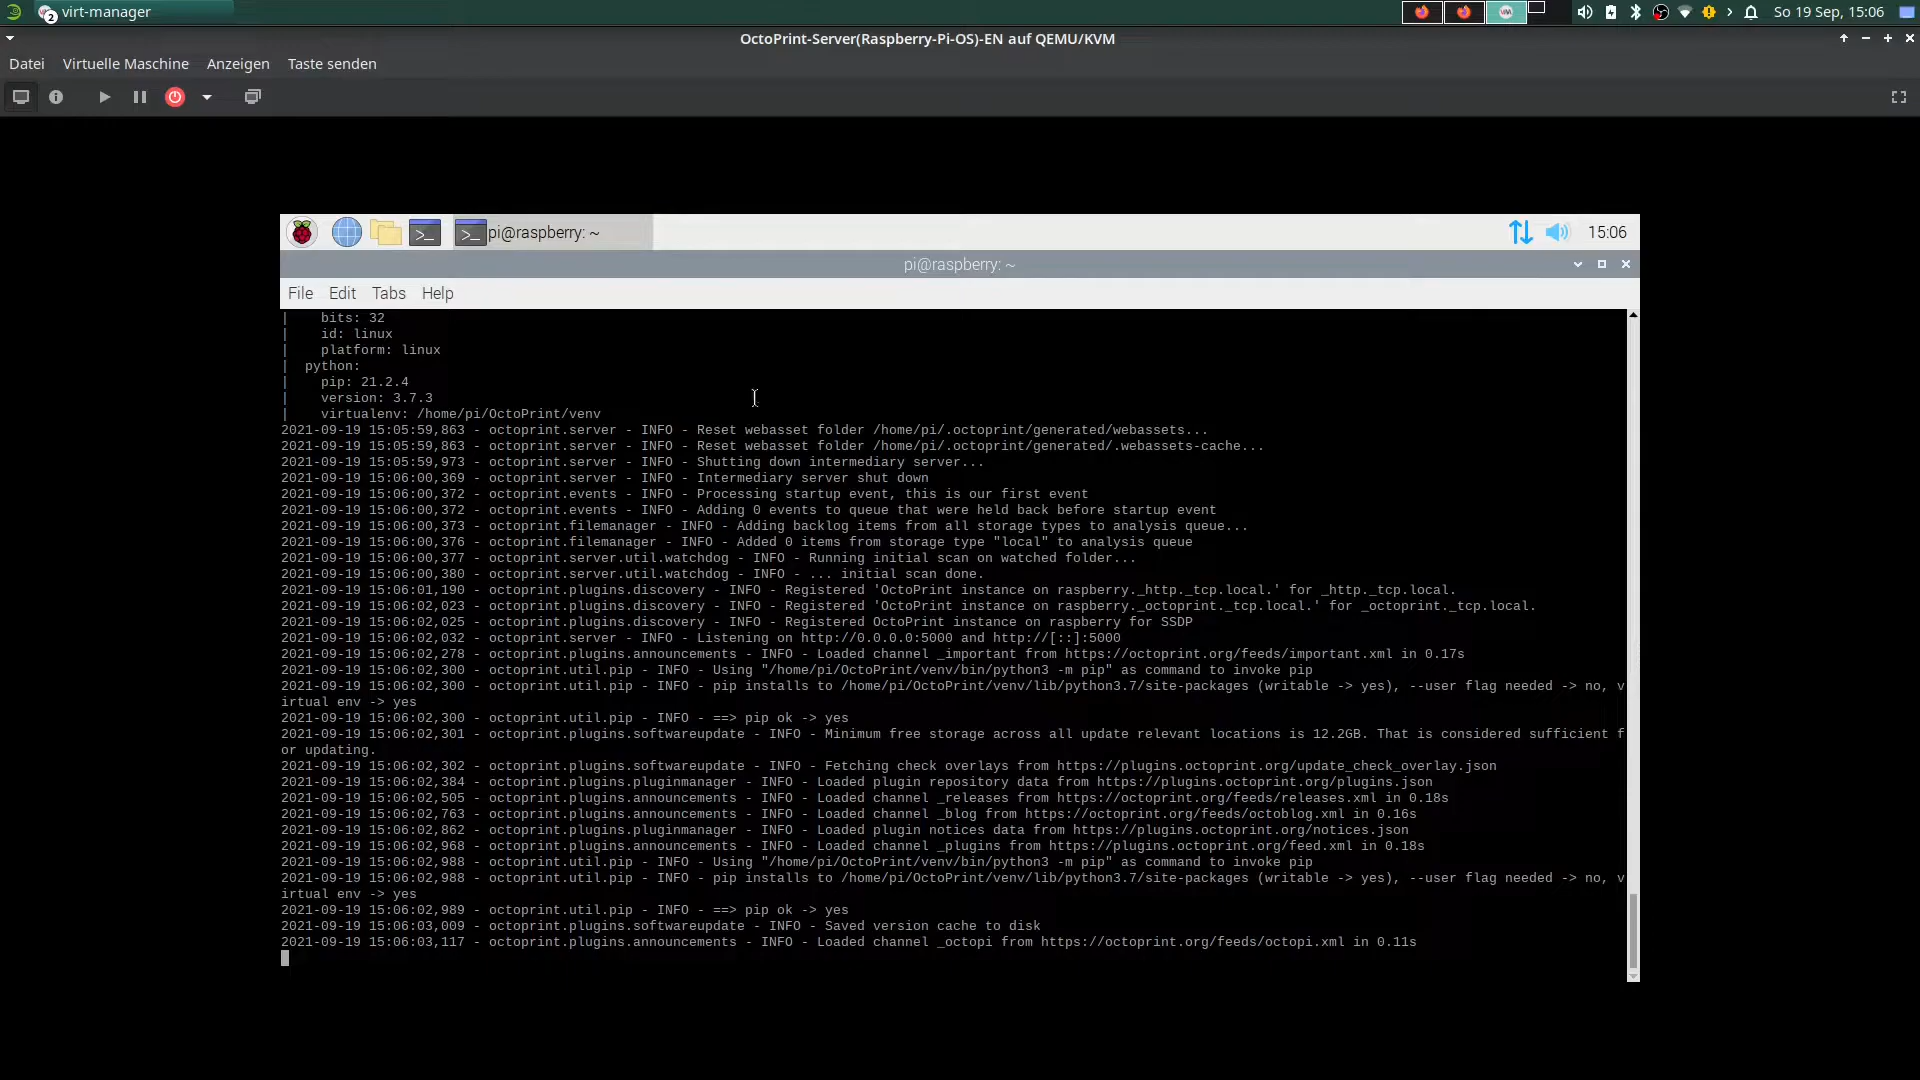 2 virt-manager So 19 Sep, 15:06
OctoPrint-Server(Raspberry-Pi-OS)-EN auf QEMU/KVM
Datei Virtuelle Maschine Anzeigen Taste senden
pi@raspberry: ~ 15:06
pi@raspberry: ~
File Edit Tabs Help
| bits: 32
| id: linux
| platform: linux
| python:
| pip: 21.2.4
| version: 3.7.3
| virtualenv: /home/pi/OctoPrint/venv
2021-09-19 15:05:59,863 - octoprint.server - INFO - Reset webasset folder /home/pi/.octoprint/generated/webassets...
2021-09-19 15:05:59,863 - octoprint.server - INFO - Reset webasset folder /home/pi/.octoprint/generated/.webassets-cache...
2021-09-19 15:05:59,973 - octoprint.server - INFO - Shutting down intermediary server...
2021-09-19 15:06:00,369 - octoprint.server - INFO - Intermediary server shut down
2021-09-19 15:06:00,372 - octoprint.events - INFO - Processing startup event, this is our first event
2021-09-19 15:06:00,372 - octoprint.events - INFO - Adding 0 events to queue that were held back before startup event
2021-09-19 15:06:00,373 - octoprint.filemanager - INFO - Adding backlog items from all storage types to analysis queue...
2021-09-19 15:06:00,376 - octoprint.filemanager - INFO - Added 0 items from storage type "local" to analysis queue
2021-09-19 15:06:00,377 - octoprint.server.util.watchdog - INFO - Running initial scan on watched folder...
2021-09-19 15:06:00,380 - octoprint.server.util.watchdog - INFO - ... initial scan done.
2021-09-19 15:06:01,190 - octoprint.plugins.discovery - INFO - Registered 'OctoPrint instance on raspberry._http._tcp.local.' for _http._tcp.local.
2021-09-19 15:06:02,023 - octoprint.plugins.discovery - INFO - Registered 'OctoPrint instance on raspberry._octoprint._tcp.local.' for _octoprint._tcp.local.
2021-09-19 15:06:02,025 - octoprint.plugins.discovery - INFO - Registered OctoPrint instance on raspberry for SSDP
2021-09-19 15:06:02,032 - octoprint.server - INFO - Listening on http://0.0.0.0:5000 and http://[::]:5000
2021-09-19 15:06:02,278 - octoprint.plugins.announcements - INFO - Loaded channel _important from https://octoprint.org/feeds/important.xml in 0.17s
2021-09-19 15:06:02,300 - octoprint.util.pip - INFO - Using "/home/pi/OctoPrint/venv/bin/python3 -m pip" as command to invoke pip
2021-09-19 15:06:02,300 - octoprint.util.pip - INFO - pip installs to /home/pi/OctoPrint/venv/lib/python3.7/site-packages (writable -> yes), --user flag needed -> no, v
irtual env -> yes
2021-09-19 15:06:02,300 - octoprint.util.pip - INFO - ==> pip ok -> yes
2021-09-19 15:06:02,301 - octoprint.plugins.softwareupdate - INFO - Minimum free storage across all update relevant locations is 12.2GB. That is considered sufficient f
or updating.
2021-09-19 15:06:02,302 - octoprint.plugins.softwareupdate - INFO - Fetching check overlays from https://plugins.octoprint.org/update_check_overlay.json
2021-09-19 15:06:02,384 - octoprint.plugins.pluginmanager - INFO - Loaded plugin repository data from https://plugins.octoprint.org/plugins.json
2021-09-19 15:06:02,505 - octoprint.plugins.announcements - INFO - Loaded channel _releases from https://octoprint.org/feeds/releases.xml in 0.18s
2021-09-19 15:06:02,763 - octoprint.plugins.announcements - INFO - Loaded channel _blog from https://octoprint.org/feeds/octoblog.xml in 0.16s
2021-09-19 15:06:02,862 - octoprint.plugins.pluginmanager - INFO - Loaded plugin notices data from https://plugins.octoprint.org/notices.json
2021-09-19 15:06:02,968 - octoprint.plugins.announcements - INFO - Loaded channel _plugins from https://plugins.octoprint.org/feed.xml in 0.18s
2021-09-19 15:06:02,988 - octoprint.util.pip - INFO - Using "/home/pi/OctoPrint/venv/bin/python3 -m pip" as command to invoke pip
2021-09-19 15:06:02,988 - octoprint.util.pip - INFO - pip installs to /home/pi/OctoPrint/venv/lib/python3.7/site-packages (writable -> yes), --user flag needed -> no, v
irtual env -> yes
2021-09-19 15:06:02,989 - octoprint.util.pip - INFO - ==> pip ok -> yes
2021-09-19 15:06:03,009 - octoprint.plugins.softwareupdate - INFO - Saved version cache to disk
2021-09-19 15:06:03,117 - octoprint.plugins.announcements - INFO - Loaded channel _octopi from https://octoprint.org/feeds/octopi.xml in 0.11s